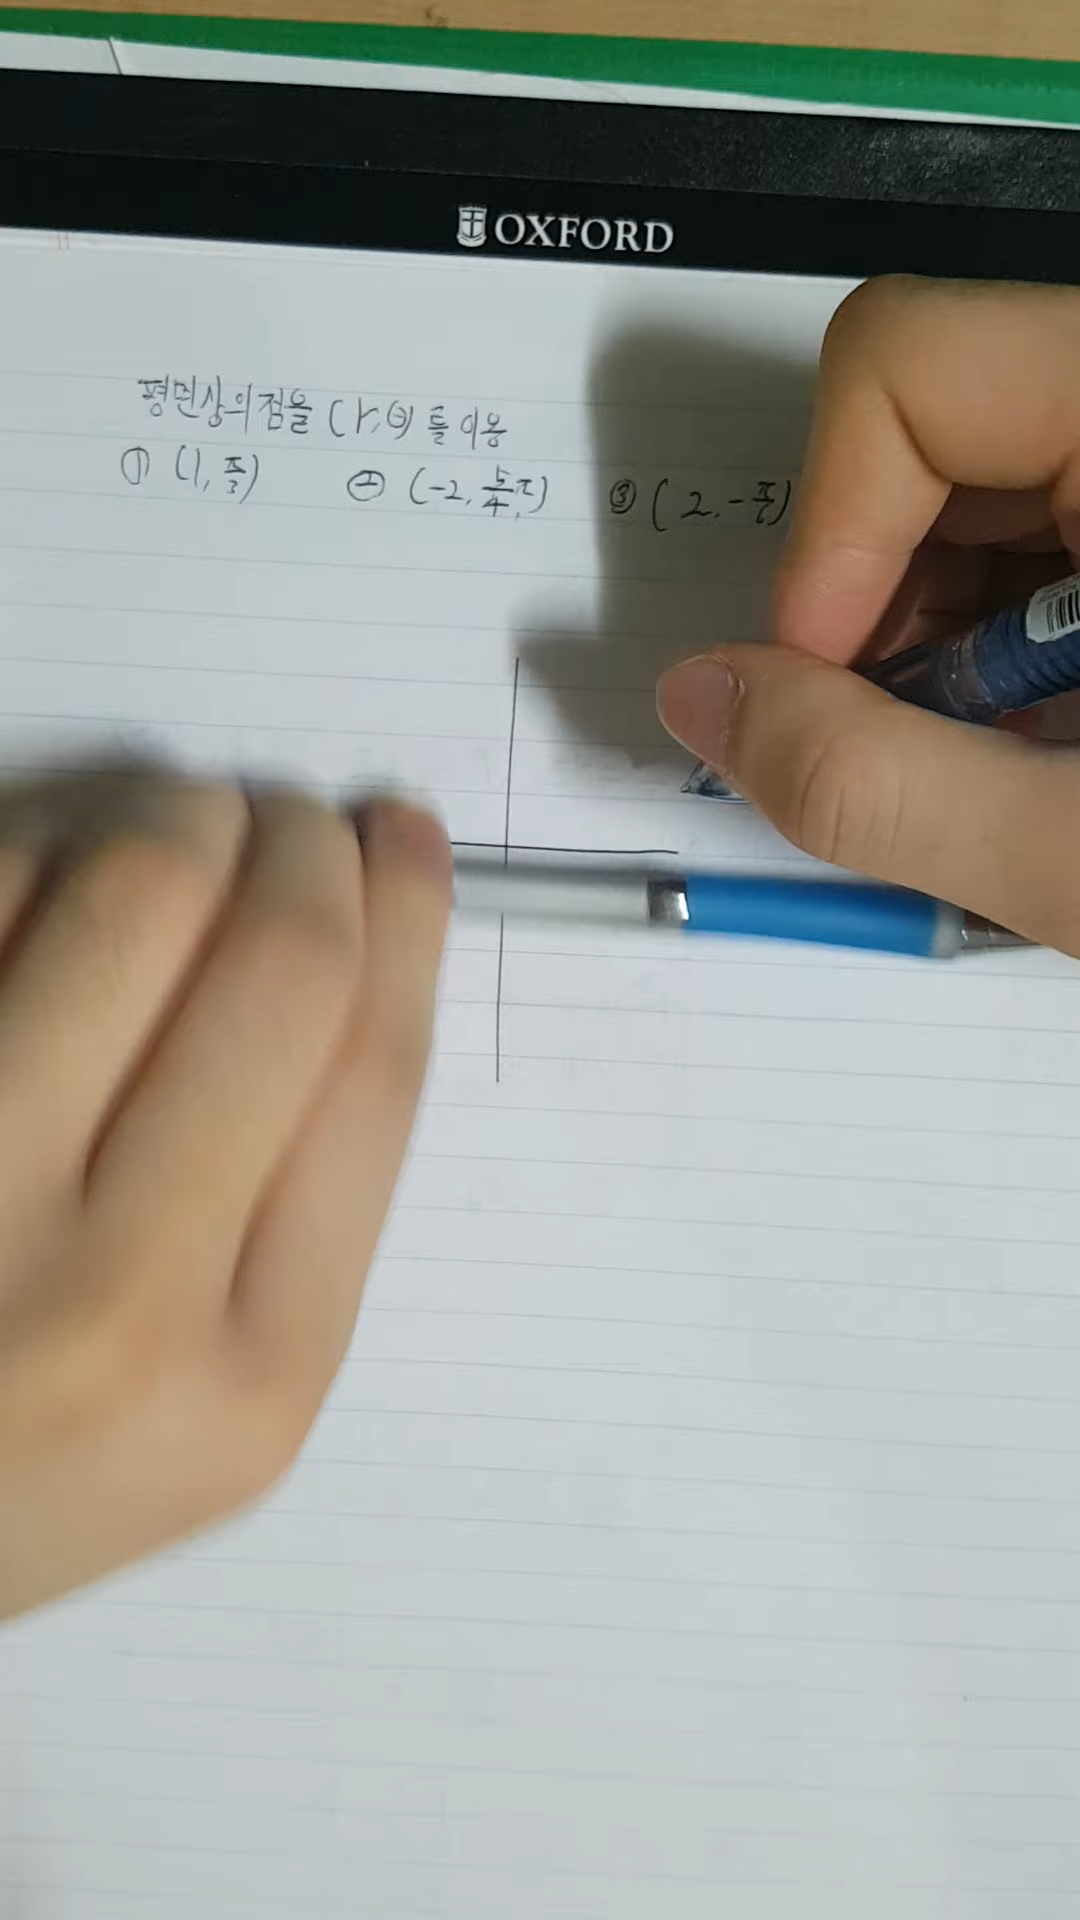 OXFORD
평면상의 점을 (r, θ)를 이용
① (1, π/3) ② (-2, 5/4 π) ③ (2, -π/6)